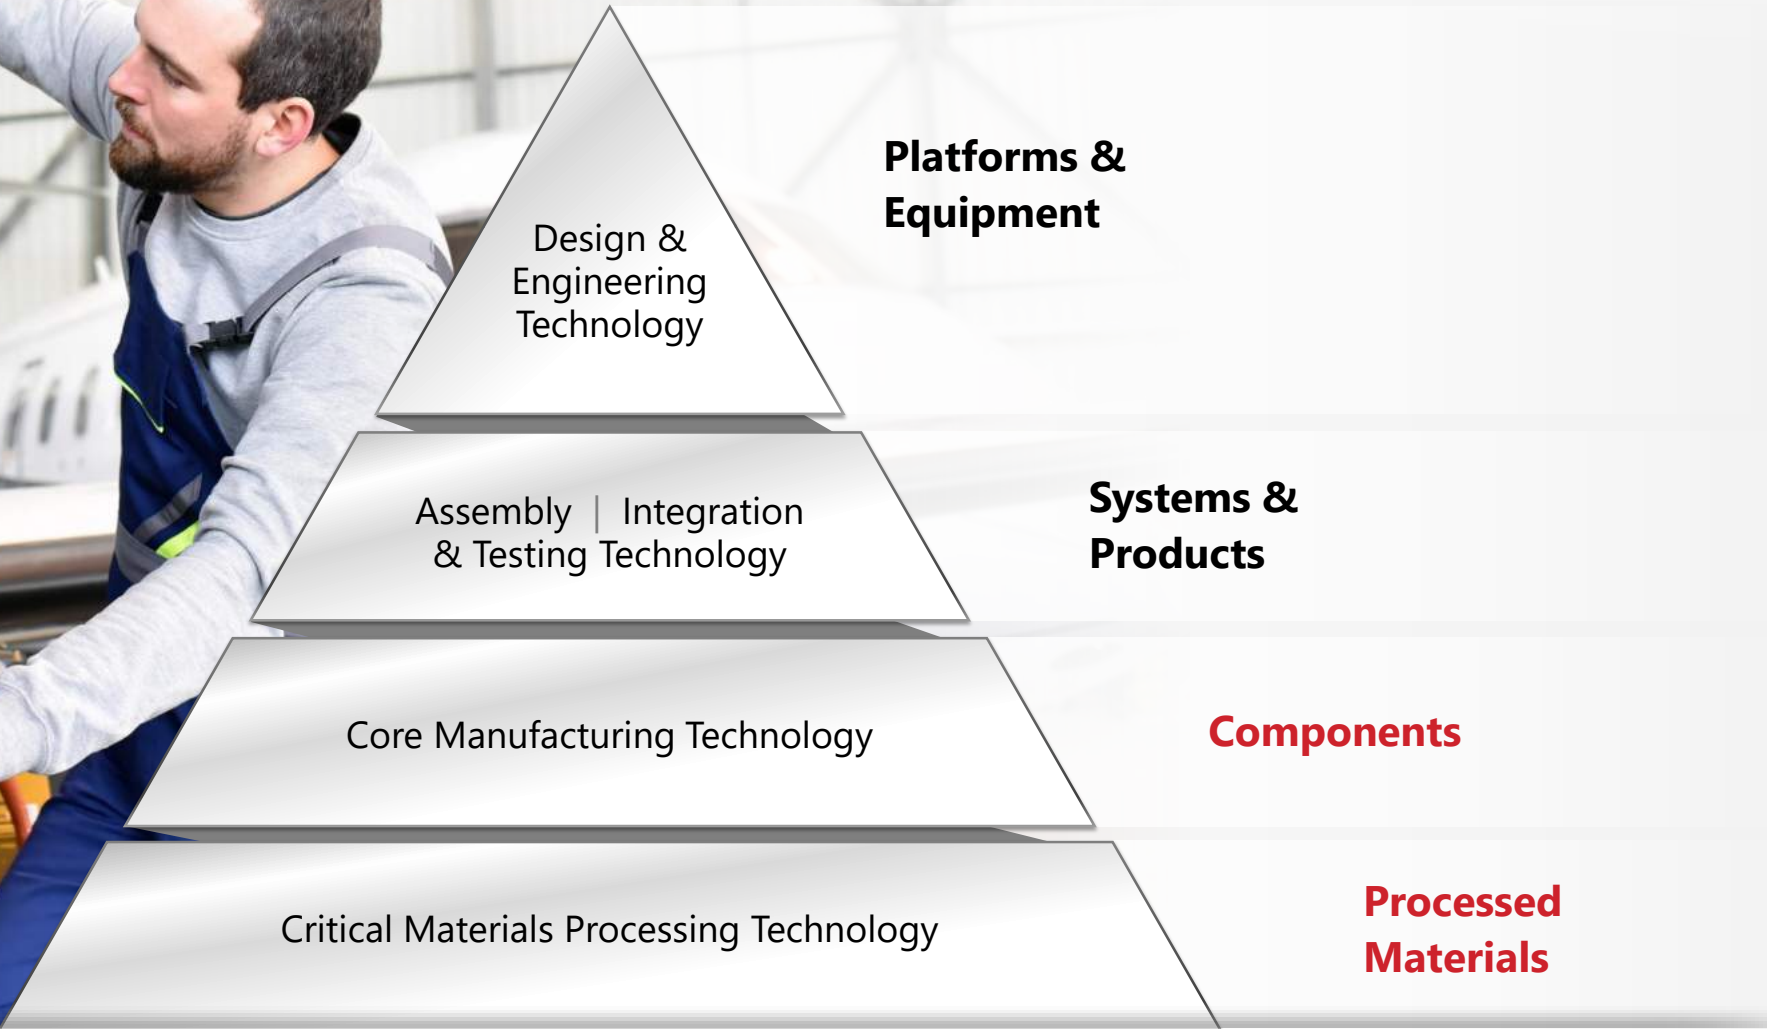 Design &
Engineering
Technology
Platforms &
Equipment
Assembly | Integration
& Testing Technology
Systems &
Products
Core Manufacturing Technology
Components
Critical Materials Processing Technology
Processed
Materials